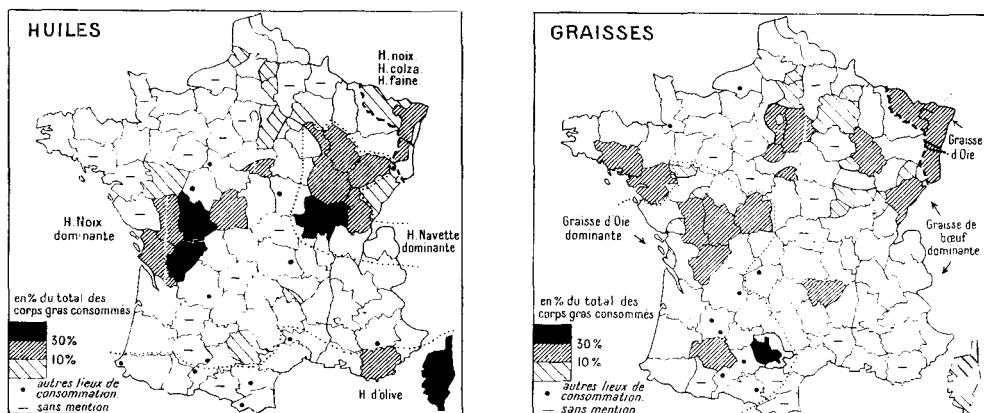 HUILES
H. noix
H. colza
H. faine
H. Noix
dominante
H. Navette
dominante
en % du total des
corps gras consommés
30%
10%
autres lieux de
consommation.
sans mention
H. d'olive
GRAISSES
Graisse
d'Oie
Graisse d'Oie
dominante
Graisse de
bœuf
dominante
en % du total des
corps gras consommés
30%
10%
autres lieux de
consommation.
sans mention